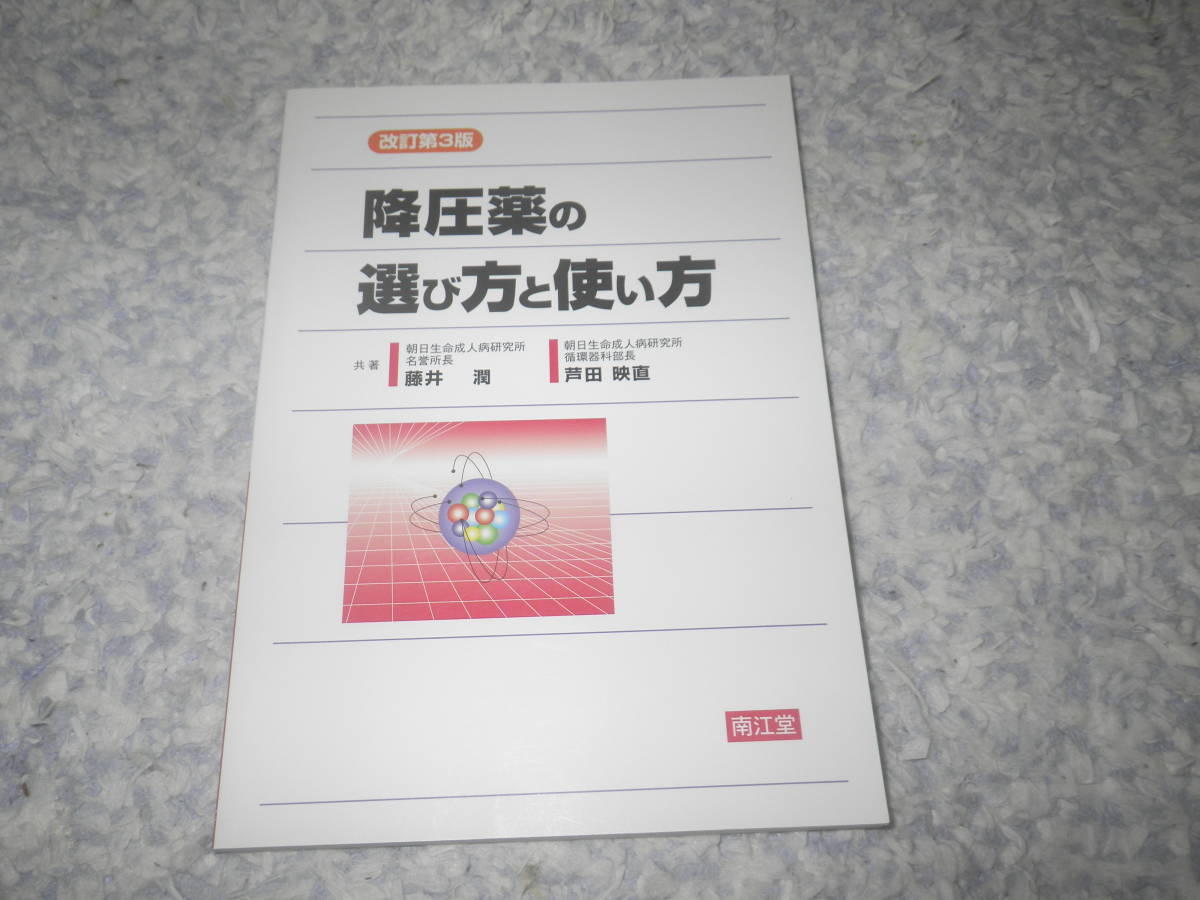 改訂第3版
降圧薬の
選び方と使い方
共著
朝日生命成人病研究所
名誉所長
藤井　潤
朝日生命成人病研究所
循環器科部長
芦田 映直
南江堂